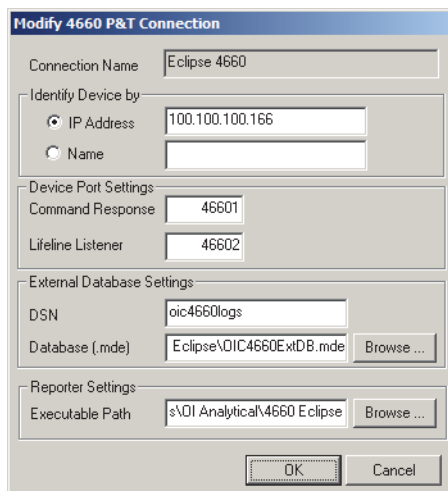 Modify 4660 P&T Connection
Connection Name Eclipse 4660
Identify Device by
IP Address 100.100.100.166
Name
Device Port Settings
Command Response 46601
Lifeline Listener 46602
External Database Settings
DSN oic4660logs
Database (.mde) Eclipse\OIC4660ExtDB.mde Browse ...
Reporter Settings
Executable Path s\OI Analytical\4660 Eclipse Browse ...
OK Cancel